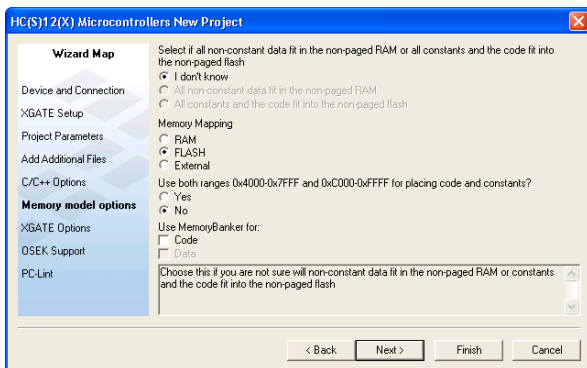 HC(S)12(X) Microcontrollers New Project
Wizard Map
Device and Connection
XGATE Setup
Project Parameters
Add Additional Files
C/C++ Options
Memory model options
XGATE Options
OSEK Support
PC-Lint
Select if all non-constant data fit in the non-paged RAM or all constants and the code fit into
the non-paged flash
I don't know
All non-constant data fit in the non-paged RAM
All constants and the code fit into the non-paged flash
Memory Mapping
RAM
FLASH
External
Use both ranges 0x4000-0x7FFF and 0xC000-0xFFFF for placing code and constants?
Yes
No
Use MemoryBanker for:
Code
Data
Choose this if you are not sure will non-constant data fit in the non-paged RAM or constants
and the code fit into the non-paged flash
< Back
Next >
Finish
Cancel